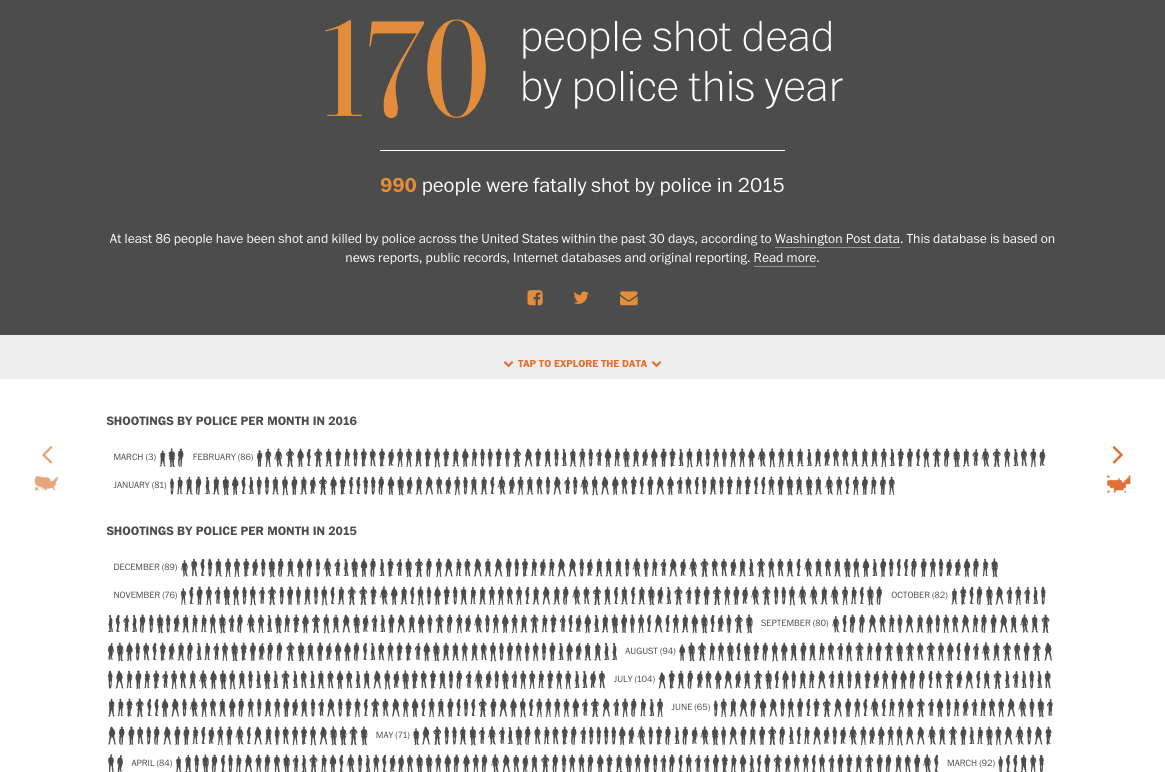 170 people shot dead
by police this year
990 people were fatally shot by police in 2015
At least 86 people have been shot and killed by police across the United States within the past 30 days, according to Washington Post data. This database is based on
news reports, public records, Internet databases and original reporting. Read more.
TAP TO EXPLORE THE DATA
SHOOTINGS BY POLICE PER MONTH IN 2016
MARCH (3) FEBRUARY (86)
JANUARY (81)
SHOOTINGS BY POLICE PER MONTH IN 2015
DECEMBER (89)
NOVEMBER (76) OCTOBER (82)
SEPTEMBER (80)
AUGUST (94)
JULY (104)
JUNE (65)
MAY (71)
APRIL (84) MARCH (92)